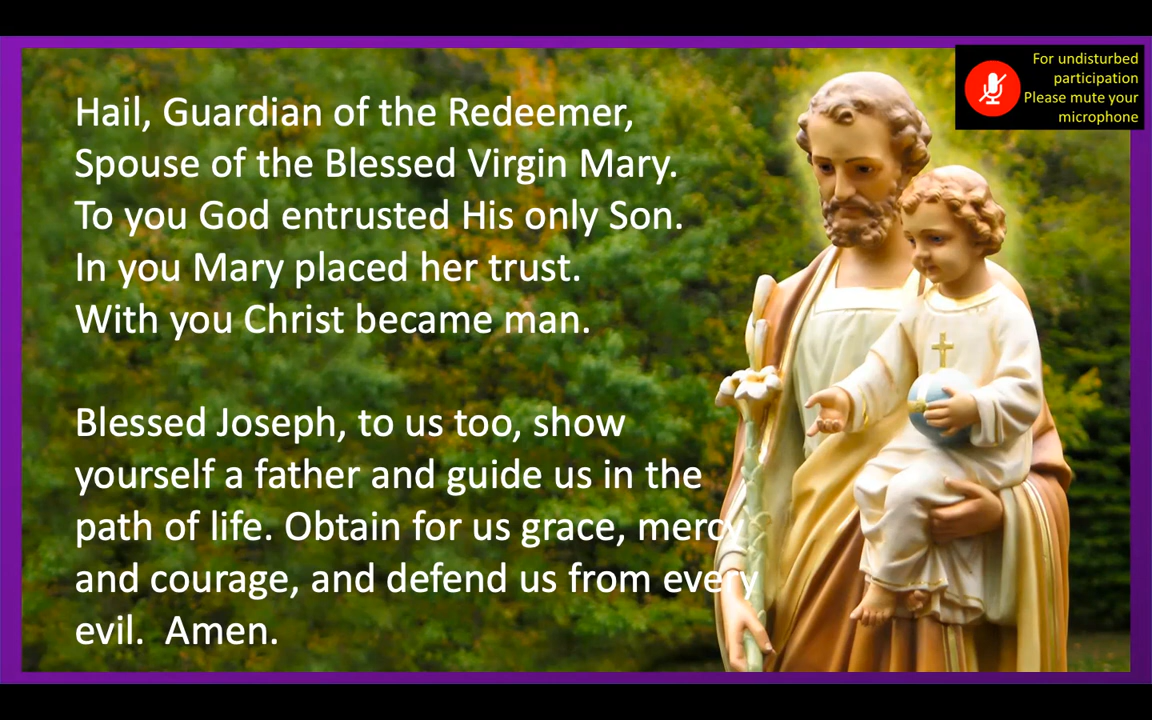 Hail, Guardian of the Redeemer,
Spouse of the Blessed Virgin Mary.
To you God entrusted His only Son.
In you Mary placed her trust.
With you Christ became man.
Blessed Joseph, to us too, show
yourself a father and guide us in the
path of life. Obtain for us grace, mercy
and courage, and defend us from every
evil.  Amen.
For undisturbed
participation
Please mute your
microphone